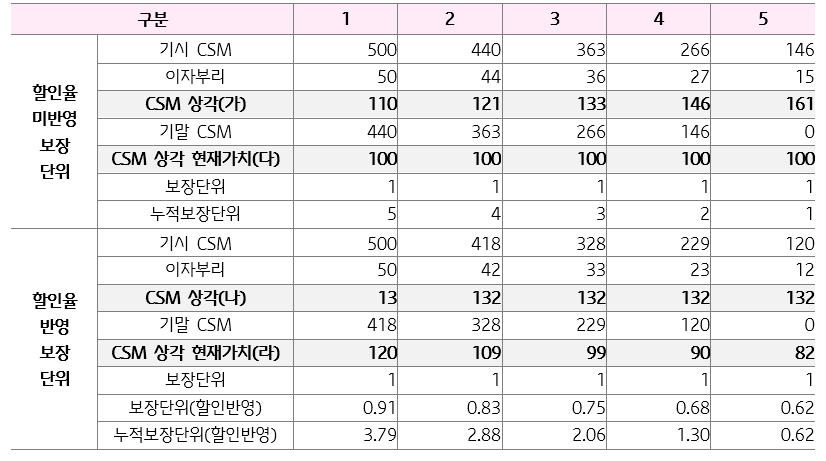 구분 1 2 3 4 5
할인율 미반영 보장 단위
기시 CSM 500 440 363 266 146
이자부리 50 44 36 27 15
CSM 상각(가) 110 121 133 146 161
기말 CSM 440 363 266 146 0
CSM 상각 현재가치(다) 100 100 100 100 100
보장단위 1 1 1 1 1
누적보장단위 5 4 3 2 1
할인율 반영 보장 단위
기시 CSM 500 418 328 229 120
이자부리 50 42 33 23 12
CSM 상각(나) 13 132 132 132 132
기말 CSM 418 328 229 120 0
CSM 상각 현재가치(라) 120 109 99 90 82
보장단위 1 1 1 1 1
보장단위(할인반영) 0.91 0.83 0.75 0.68 0.62
누적보장단위(할인반영) 3.79 2.88 2.06 1.30 0.62